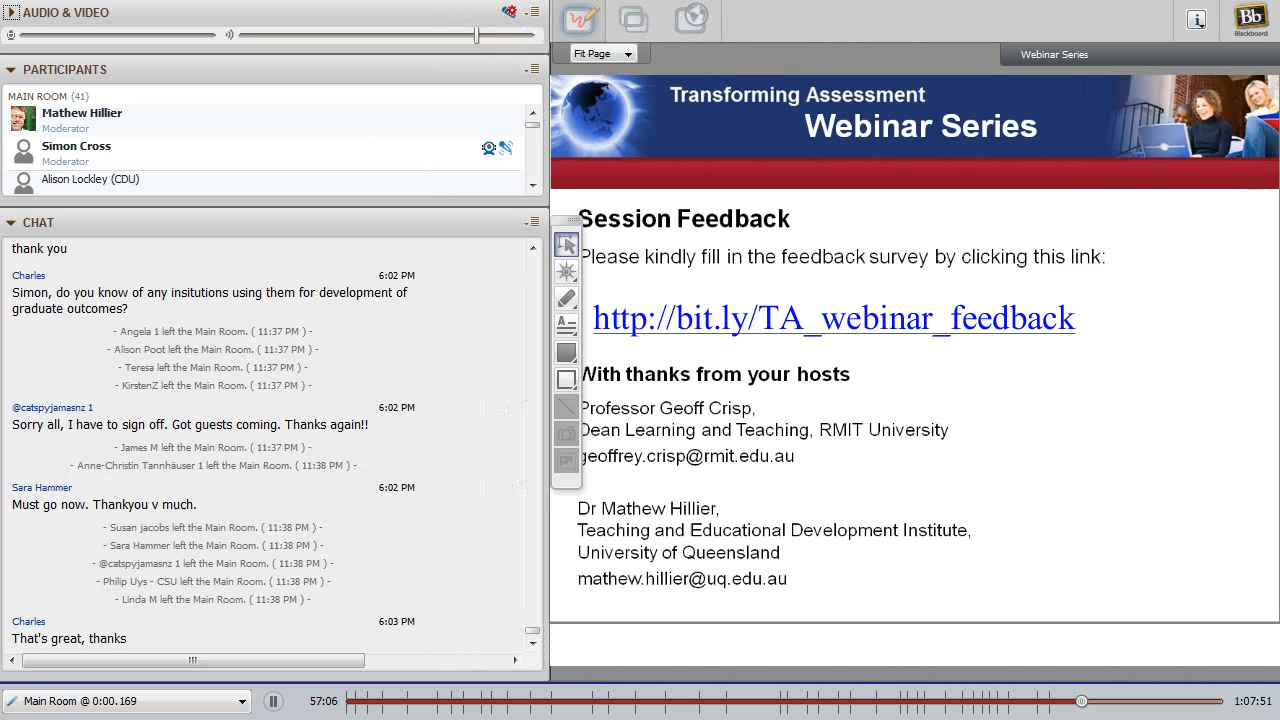 AUDIO & VIDEO
PARTICIPANTS
MAIN ROOM (41)
Mathew Hillier
Moderator
Simon Cross
Moderator
Alison Lockley (CDU)
CHAT
thank you
Charles 6:02 PM
Simon, do you know of any insitutions using them for development of
graduate outcomes?
- Angela 1 left the Main Room. ( 11:37 PM ) -
- Alison Poot left the Main Room. ( 11:37 PM ) -
- Teresa left the Main Room. ( 11:37 PM ) -
- KirstenZ left the Main Room. ( 11:37 PM ) -
@catspyjamasnz 1 6:02 PM
Sorry all, I have to sign off. Got guests coming. Thanks again!!
- James M left the Main Room. ( 11:37 PM ) -
- Anne-Christin Tannhäuser 1 left the Main Room. ( 11:38 PM ) -
Sara Hammer 6:02 PM
Must go now. Thankyou v much.
- Susan jacobs left the Main Room. ( 11:38 PM ) -
- Sara Hammer left the Main Room. ( 11:38 PM ) -
- @catspyjamasnz 1 left the Main Room. ( 11:38 PM ) -
- Philip Uys - CSU left the Main Room. ( 11:38 PM ) -
- Linda M left the Main Room. ( 11:38 PM ) -
Charles 6:03 PM
That's great, thanks
Main Room @ 0:00.169
57:06
1:07:51
Fit Page
Webinar Series
Bb
Blackboard
Transforming Assessment
Webinar Series
Session Feedback
Please kindly fill in the feedback survey by clicking this link:
http://bit.ly/TA_webinar_feedback
With thanks from your hosts
Professor Geoff Crisp,
Dean Learning and Teaching, RMIT University
geoffrey.crisp@rmit.edu.au
Dr Mathew Hillier,
Teaching and Educational Development Institute,
University of Queensland
mathew.hillier@uq.edu.au